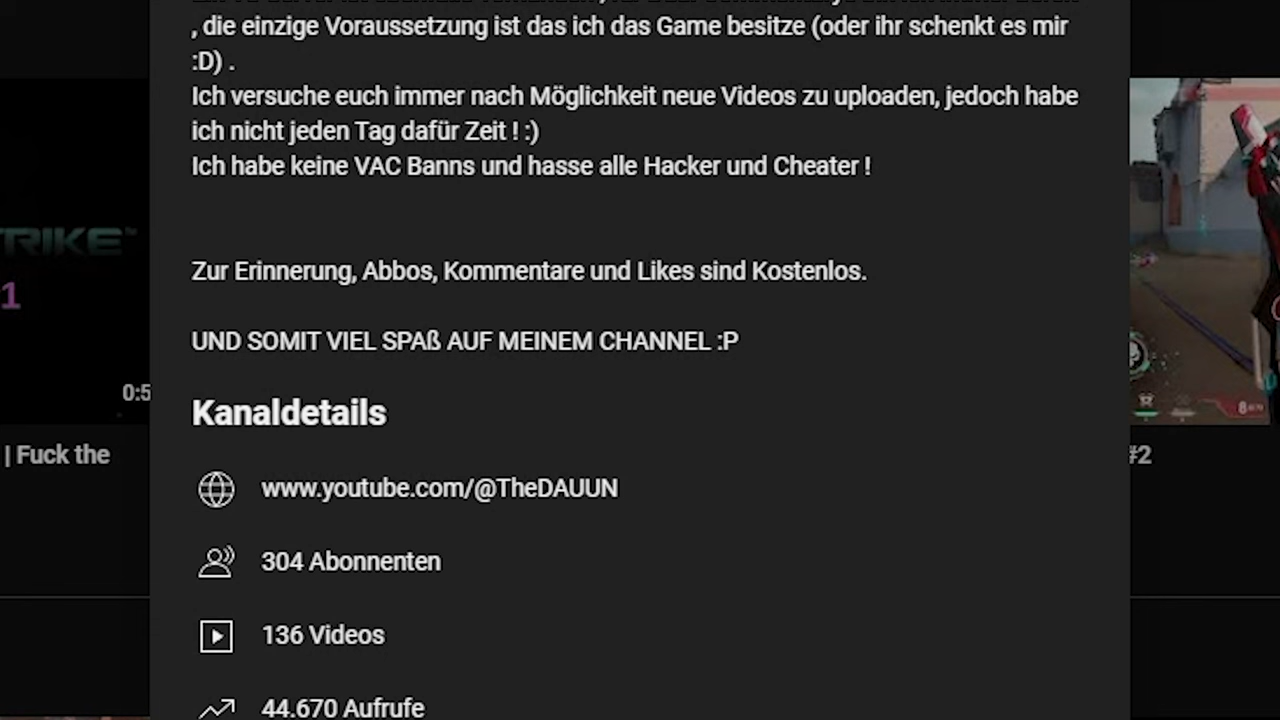 , die einzige Voraussetzung ist das ich das Game besitze (oder ihr schenkt es mir
:D) .
Ich versuche euch immer nach Möglichkeit neue Videos zu uploaden, jedoch habe
ich nicht jeden Tag dafür Zeit ! :)
Ich habe keine VAC Banns und hasse alle Hacker und Cheater !
TRIKE™
1
Zur Erinnerung, Abbos, Kommentare und Likes sind Kostenlos.
UND SOMIT VIEL SPAß AUF MEINEM CHANNEL :P
0:5
Kanaldetails
| Fuck the
#2
www.youtube.com/@TheDAUUN
304 Abonnenten
136 Videos
44.670 Aufrufe